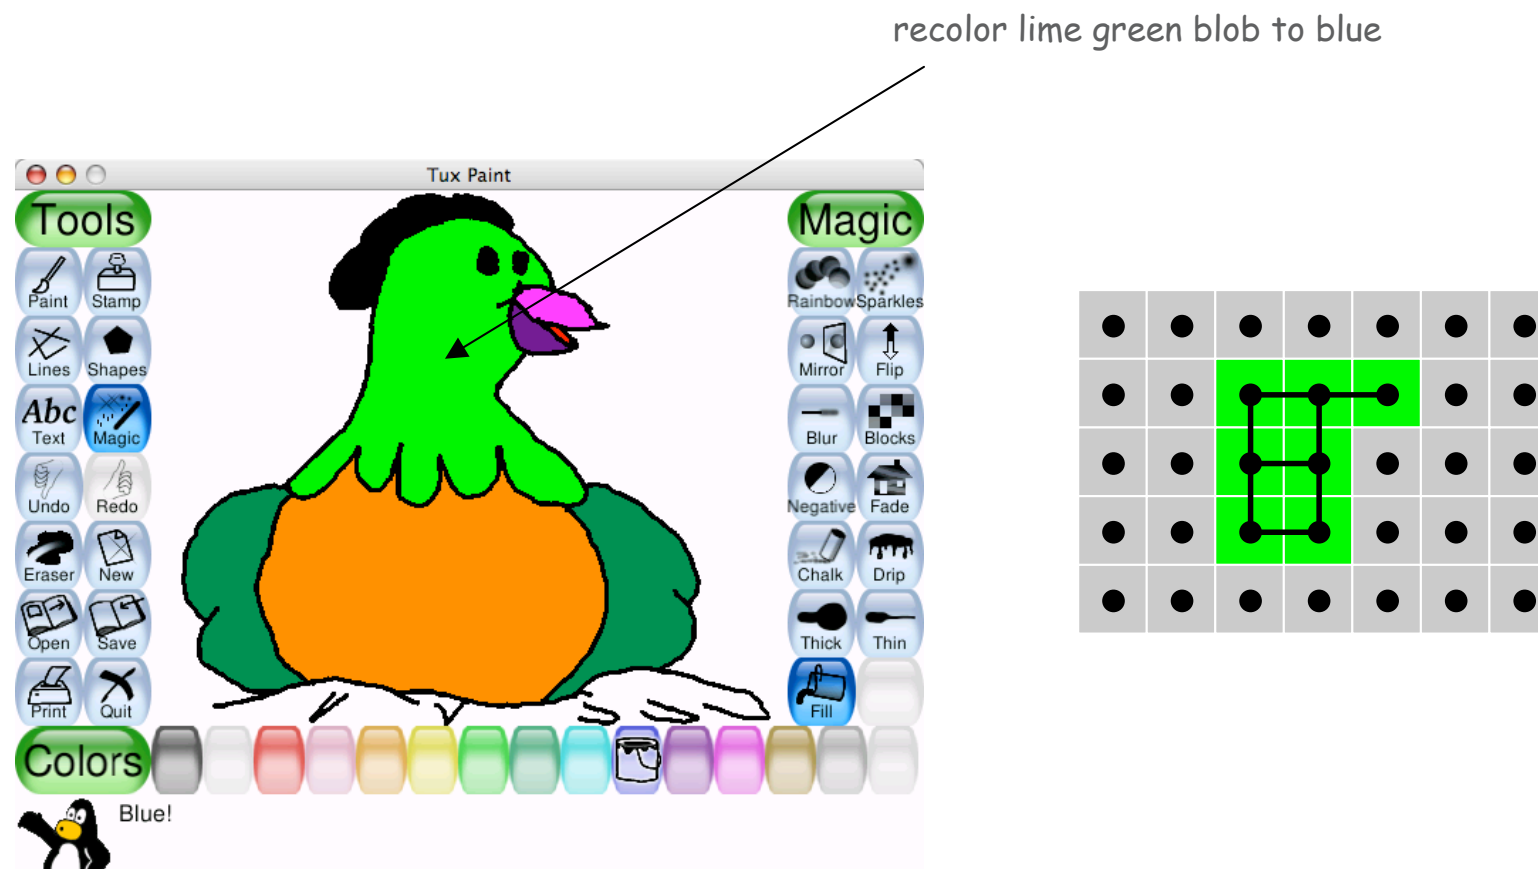 recolor lime green blob to blue
Tux Paint
Tools
Magic
Paint
Stamp
Rainbow
Sparkles
Lines
Shapes
Mirror
Flip
Abc
Text
Magic
Blur
Blocks
Undo
Redo
Negative
Fade
Eraser
New
Chalk
Drip
Open
Save
Thick
Thin
Print
Quit
Fill
Colors
Blue!